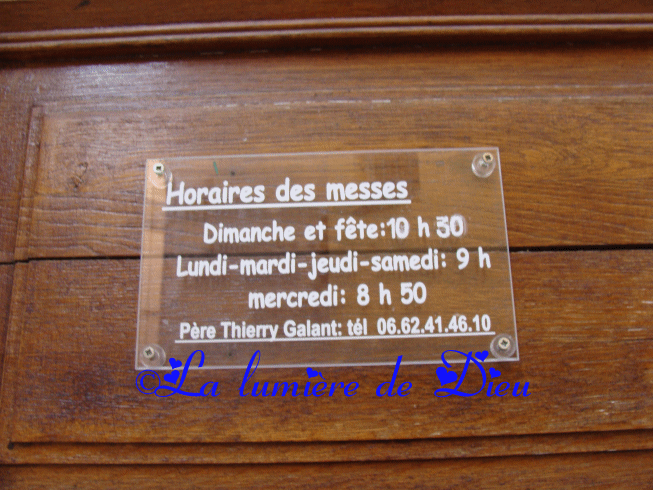 Horaires des messes
Dimanche et fête:10 h 30
Lundi-mardi-jeudi-samedi: 9 h
mercredi: 8 h 50
Père Thierry Galant: tél 06.62.41.46.10
©La lumière de Dieu